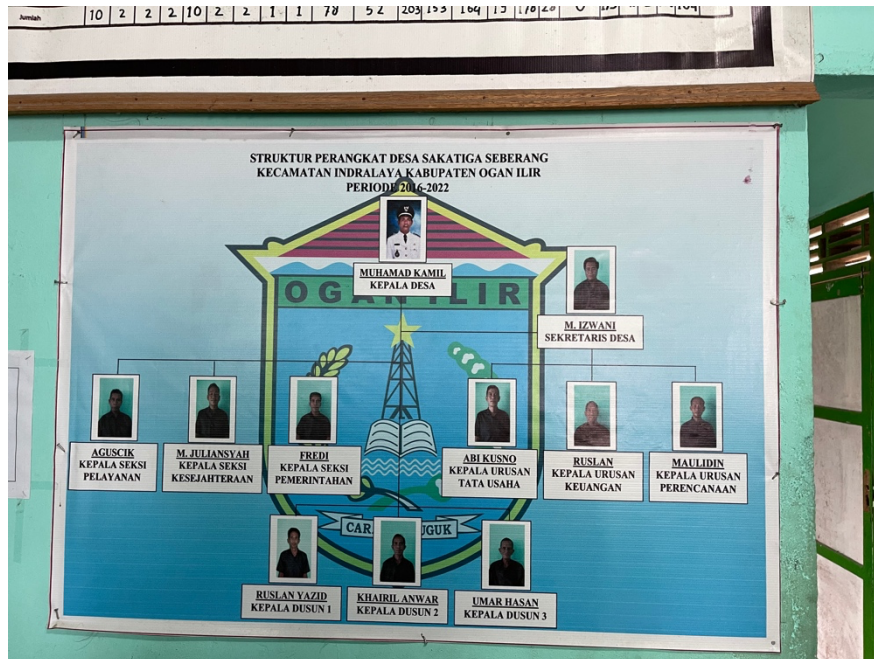 Jumlah 10 2 2 2 10 2 2 1 1 78 52 203 153 164 15 178 28
STRUKTUR PERANGKAT DESA SAKATIGA SEBERANG
KECAMATAN INDRALAYA KABUPATEN OGAN ILIR
PERIODE 2016-2022
MUHAMAD KAMIL
KEPALA DESA
OGAN ILIR
M. IZWANI
SEKRETARIS DESA
AGUSCIK
KEPALA SEKSI
PELAYANAN
M. JULIANSYAH
KEPALA SEKSI
KESEJAHTERAAN
FREDI
KEPALA SEKSI
PEMERINTAHAN
ABI KUSNO
KEPALA URUSAN
TATA USAHA
RUSLAN
KEPALA URUSAN
KEUANGAN
MAULIDIN
KEPALA URUSAN
PERENCANAAN
CAR UGUK
RUSLAN YAZID
KEPALA DUSUN 1
KHAIRIL ANWAR
KEPALA DUSUN 2
UMAR HASAN
KEPALA DUSUN 3